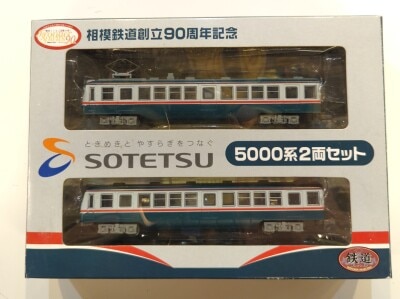 相模鉄道創立90周年記念
ときめきとやすらぎをつなぐ
SOTETSU
5000系2両セット
鉄道